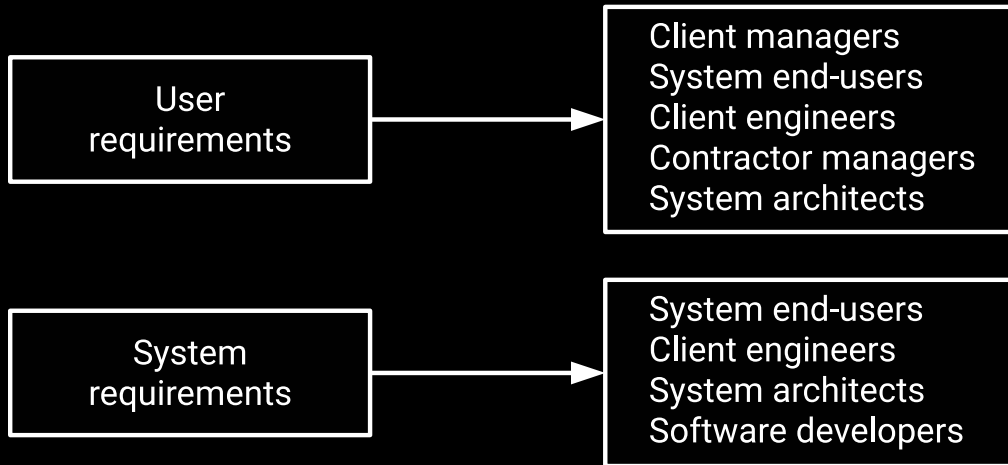 User
requirements
Client managers
System end-users
Client engineers
Contractor managers
System architects
System
requirements
System end-users
Client engineers
System architects
Software developers